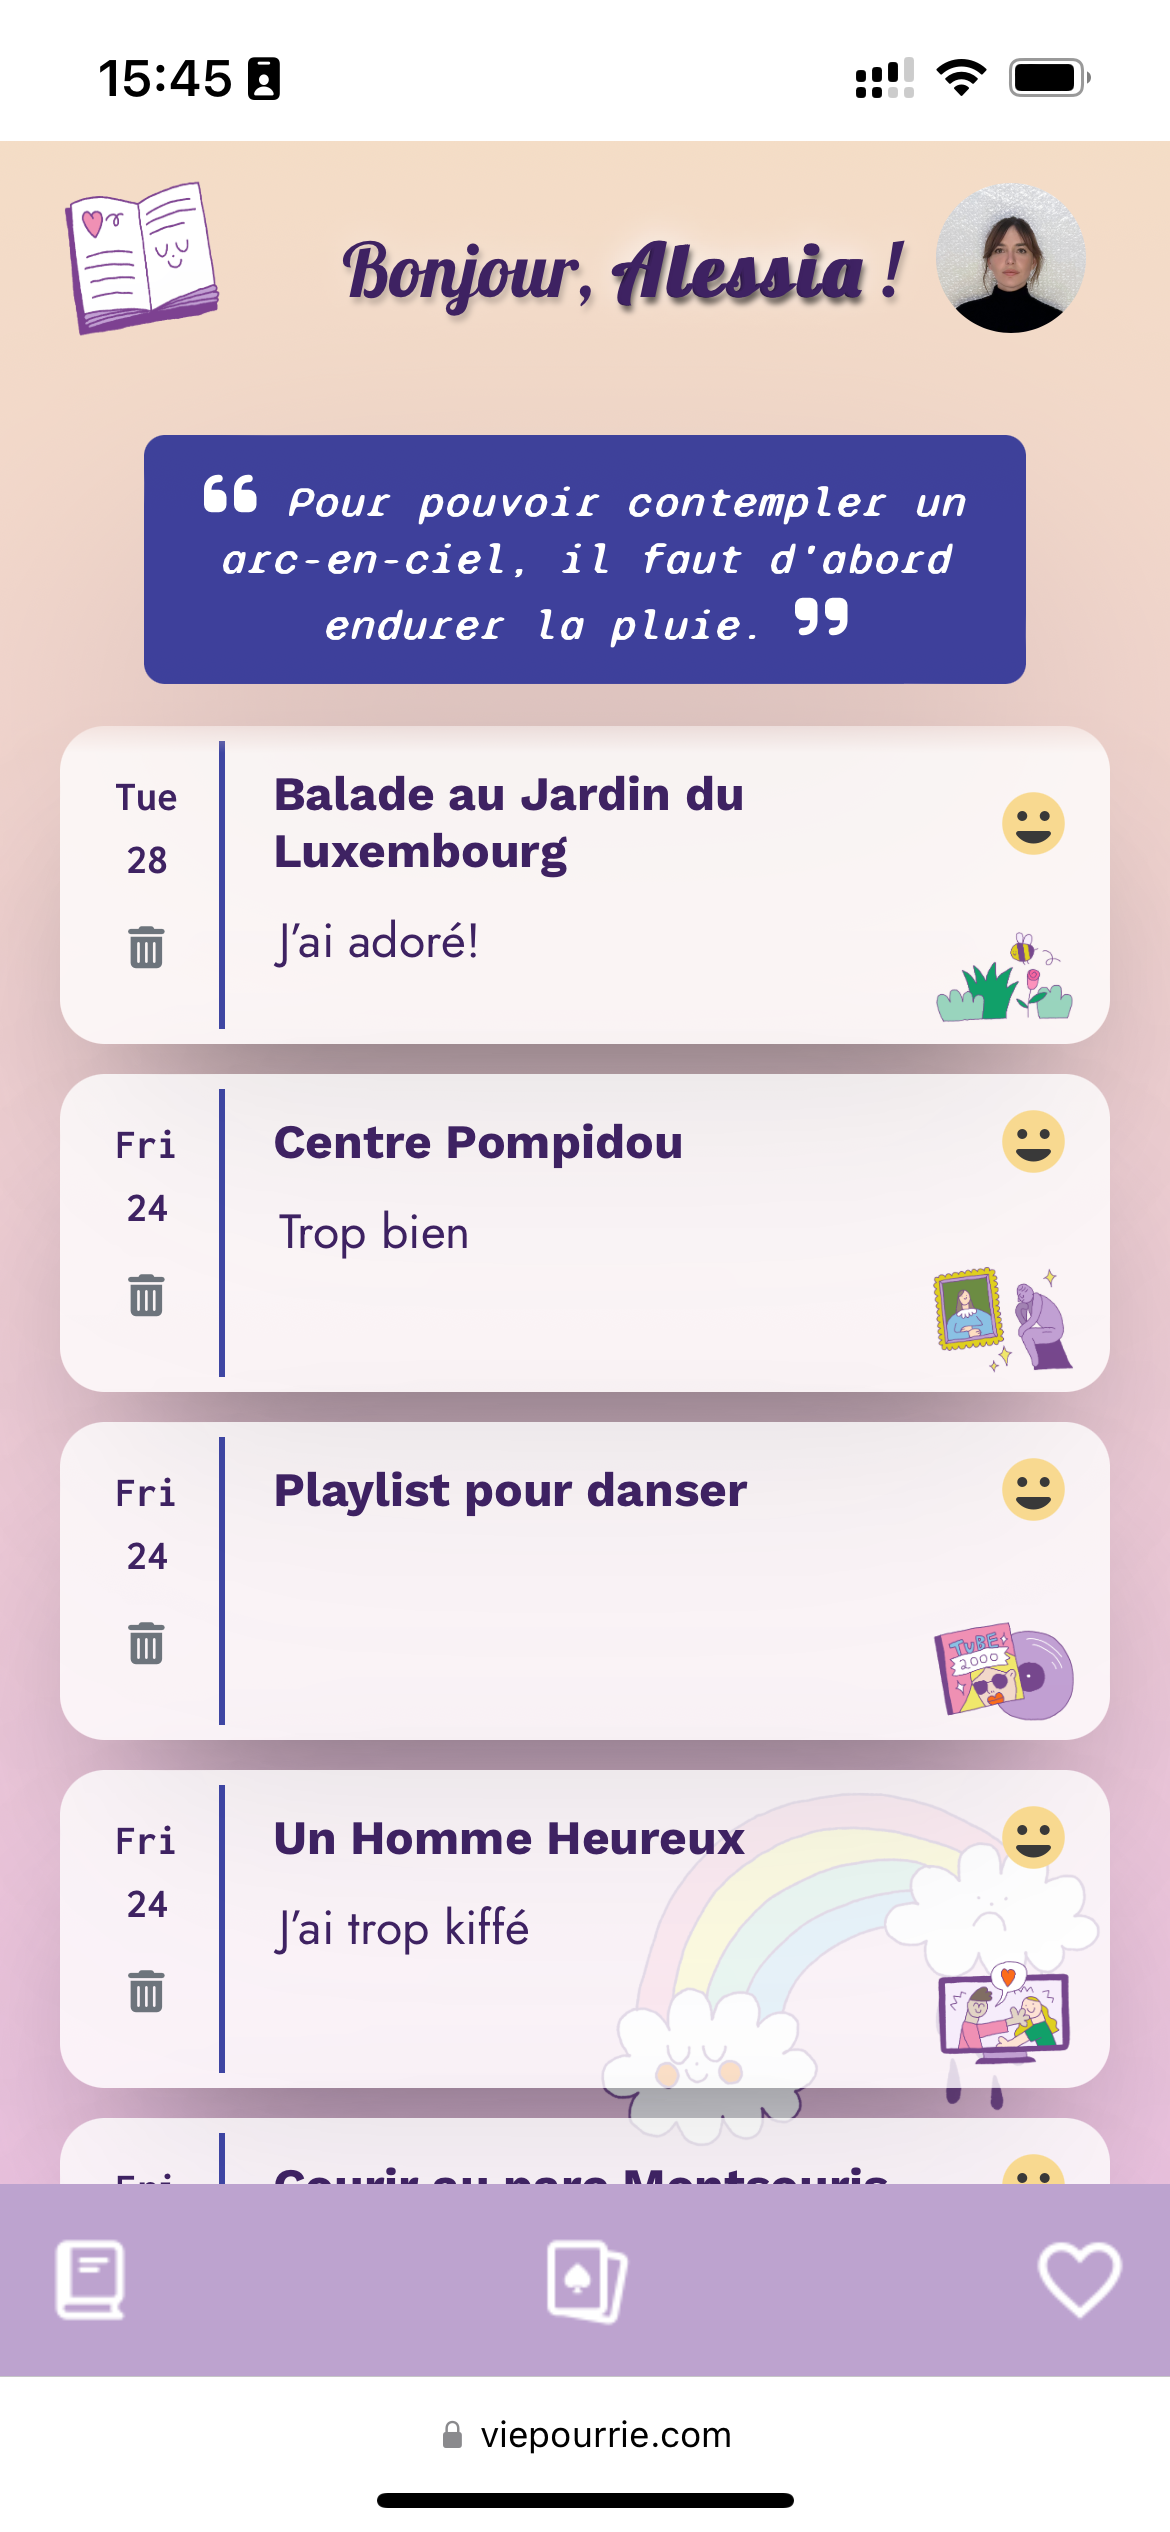 15:45
Bonjour, Alessia !
“ Pour pouvoir contempler un
arc-en-ciel, il faut d'abord
endurer la pluie. ”
Tue
28
Balade au Jardin du
Luxembourg
J’ai adoré!
Fri
24
Centre Pompidou
Trop bien
Fri
24
Playlist pour danser
TUBE
2000
Fri
24
Un Homme Heureux
J’ai trop kiffé
Fri
Courir au parc Montsouris
viepourrie.com